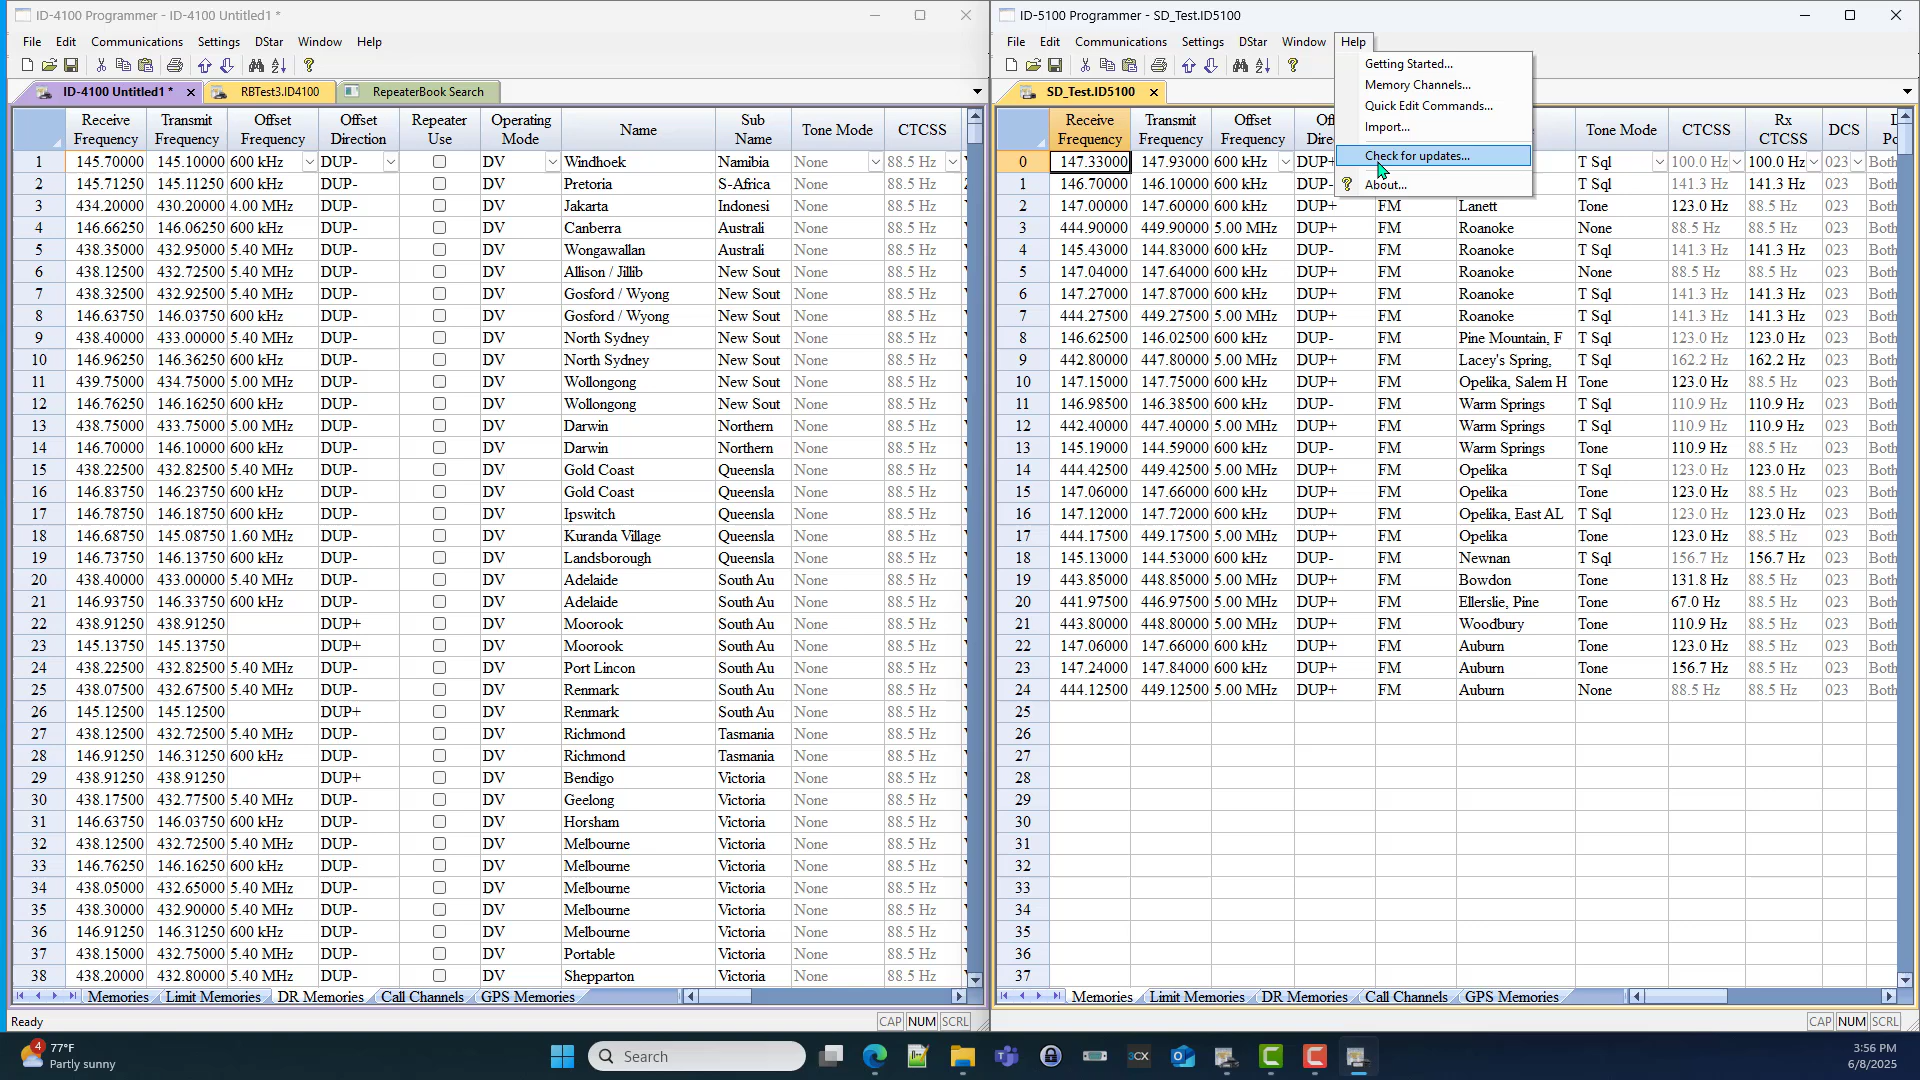 ID-4100 Programmer - ID-4100 Untitled1 *
File Edit Communications Settings DStar Window Help
ID-4100 Untitled1 * RBTest3.ID4100 RepeaterBook Search
Receive Frequency Transmit Frequency Offset Frequency Offset Direction Repeater Use Operating Mode Name Sub Name Tone Mode CTCSS
1 145.70000 145.10000 600 kHz DUP- DV Windhoek Namibia None 88.5 Hz
2 145.71250 145.11250 600 kHz DUP- DV Pretoria S-Africa None 88.5 Hz
3 434.20000 430.20000 4.00 MHz DUP- DV Jakarta Indonesi None 88.5 Hz
4 146.66250 146.06250 600 kHz DUP- DV Canberra Australi None 88.5 Hz
5 438.35000 432.95000 5.40 MHz DUP- DV Wongawallan Australi None 88.5 Hz
6 438.12500 432.72500 5.40 MHz DUP- DV Allison / Jillib New Sout None 88.5 Hz
7 438.32500 432.92500 5.40 MHz DUP- DV Gosford / Wyong New Sout None 88.5 Hz
8 146.63750 146.03750 600 kHz DUP- DV Gosford / Wyong New Sout None 88.5 Hz
9 438.40000 433.00000 5.40 MHz DUP- DV North Sydney New Sout None 88.5 Hz
10 146.96250 146.36250 600 kHz DUP- DV North Sydney New Sout None 88.5 Hz
11 439.75000 434.75000 5.00 MHz DUP- DV Wollongong New Sout None 88.5 Hz
12 146.76250 146.16250 600 kHz DUP- DV Wollongong New Sout None 88.5 Hz
13 438.75000 433.75000 5.00 MHz DUP- DV Darwin Northern None 88.5 Hz
14 146.70000 146.10000 600 kHz DUP- DV Darwin Northern None 88.5 Hz
15 438.22500 432.82500 5.40 MHz DUP- DV Gold Coast Queensla None 88.5 Hz
16 146.83750 146.23750 600 kHz DUP- DV Gold Coast Queensla None 88.5 Hz
17 146.78750 146.18750 600 kHz DUP- DV Ipswitch Queensla None 88.5 Hz
18 146.68750 145.08750 1.60 MHz DUP- DV Kuranda Village Queensla None 88.5 Hz
19 146.73750 146.13750 600 kHz DUP- DV Landsborough Queensla None 88.5 Hz
20 438.40000 433.00000 5.40 MHz DUP- DV Adelaide South Au None 88.5 Hz
21 146.93750 146.33750 600 kHz DUP- DV Adelaide South Au None 88.5 Hz
22 438.91250 438.91250 DUP+ DV Moorook South Au None 88.5 Hz
23 145.13750 145.13750 DUP+ DV Moorook South Au None 88.5 Hz
24 438.22500 432.82500 5.40 MHz DUP- DV Port Lincon South Au None 88.5 Hz
25 438.07500 432.67500 5.40 MHz DUP- DV Renmark South Au None 88.5 Hz
26 145.12500 145.12500 DUP+ DV Renmark South Au None 88.5 Hz
27 438.12500 432.72500 5.40 MHz DUP- DV Richmond Tasmania None 88.5 Hz
28 146.91250 146.31250 600 kHz DUP- DV Richmond Tasmania None 88.5 Hz
29 438.91250 438.91250 DUP+ DV Bendigo Victoria None 88.5 Hz
30 438.17500 432.77500 5.40 MHz DUP- DV Geelong Victoria None 88.5 Hz
31 146.63750 146.03750 600 kHz DUP- DV Horsham Victoria None 88.5 Hz
32 438.12500 432.72500 5.40 MHz DUP- DV Melbourne Victoria None 88.5 Hz
33 146.76250 146.16250 600 kHz DUP- DV Melbourne Victoria None 88.5 Hz
34 438.05000 432.65000 5.40 MHz DUP- DV Melbourne Victoria None 88.5 Hz
35 438.30000 432.90000 5.40 MHz DUP- DV Melbourne Victoria None 88.5 Hz
36 146.91250 146.31250 600 kHz DUP- DV Melbourne Victoria None 88.5 Hz
37 438.15000 432.75000 5.40 MHz DUP- DV Portable Victoria None 88.5 Hz
38 438.20000 432.80000 5.40 MHz DUP- DV Shepparton Victoria None 88.5 Hz
Memories Limit Memories DR Memories Call Channels GPS Memories
Ready CAP NUM SCRL
ID-5100 Programmer - SD_Test.ID5100
File Edit Communications Settings DStar Window Help
Getting Started...
Memory Channels...
Quick Edit Commands...
Import...
Check for updates...
About...
SD_Test.ID5100
Receive Frequency Transmit Frequency Offset Frequency Tone Mode CTCSS Rx CTCSS DCS
0 147.33000 147.93000 600 kHz DUP+ T Sql 100.0 Hz 100.0 Hz 023 Both
1 146.70000 146.10000 600 kHz DUP- T Sql 141.3 Hz 141.3 Hz 023 Both
2 147.00000 147.60000 600 kHz DUP+ FM Lanett Tone 123.0 Hz 88.5 Hz 023 Both
3 444.90000 449.90000 5.00 MHz DUP+ FM Roanoke None 88.5 Hz 88.5 Hz 023 Both
4 145.43000 144.83000 600 kHz DUP- FM Roanoke T Sql 141.3 Hz 141.3 Hz 023 Both
5 147.04000 147.64000 600 kHz DUP+ FM Roanoke None 88.5 Hz 88.5 Hz 023 Both
6 147.27000 147.87000 600 kHz DUP+ FM Roanoke T Sql 141.3 Hz 141.3 Hz 023 Both
7 444.27500 449.27500 5.00 MHz DUP+ FM Roanoke T Sql 141.3 Hz 141.3 Hz 023 Both
8 146.62500 146.02500 600 kHz DUP- FM Pine Mountain, F T Sql 123.0 Hz 123.0 Hz 023 Both
9 442.80000 447.80000 5.00 MHz DUP+ FM Lacey's Spring, T Sql 162.2 Hz 162.2 Hz 023 Both
10 147.15000 147.75000 600 kHz DUP+ FM Opelika, Salem H Tone 123.0 Hz 88.5 Hz 023 Both
11 146.98500 146.38500 600 kHz DUP- FM Warm Springs T Sql 110.9 Hz 110.9 Hz 023 Both
12 442.40000 447.40000 5.00 MHz DUP+ FM Warm Springs T Sql 110.9 Hz 110.9 Hz 023 Both
13 145.19000 144.59000 600 kHz DUP- FM Warm Springs Tone 110.9 Hz 88.5 Hz 023 Both
14 444.42500 449.42500 5.00 MHz DUP+ FM Opelika T Sql 123.0 Hz 123.0 Hz 023 Both
15 147.06000 147.66000 600 kHz DUP+ FM Opelika Tone 123.0 Hz 88.5 Hz 023 Both
16 147.12000 147.72000 600 kHz DUP+ FM Opelika, East AL T Sql 123.0 Hz 123.0 Hz 023 Both
17 444.17500 449.17500 5.00 MHz DUP+ FM Opelika Tone 123.0 Hz 88.5 Hz 023 Both
18 145.13000 144.53000 600 kHz DUP- FM Newnan T Sql 156.7 Hz 156.7 Hz 023 Both
19 443.85000 448.85000 5.00 MHz DUP+ FM Bowdon Tone 131.8 Hz 88.5 Hz 023 Both
20 441.97500 446.97500 5.00 MHz DUP+ FM Ellerslie, Pine Tone 67.0 Hz 88.5 Hz 023 Both
21 443.80000 448.80000 5.00 MHz DUP+ FM Woodbury Tone 110.9 Hz 88.5 Hz 023 Both
22 147.06000 147.66000 600 kHz DUP+ FM Auburn Tone 123.0 Hz 88.5 Hz 023 Both
23 147.24000 147.84000 600 kHz DUP+ FM Auburn Tone 156.7 Hz 88.5 Hz 023 Both
24 444.12500 449.12500 5.00 MHz DUP+ FM Auburn None 88.5 Hz 88.5 Hz 023 Both
25
26
27
28
29
30
31
32
33
34
35
36
37
Memories Limit Memories DR Memories Call Channels GPS Memories
CAP NUM SCRL
4 77°F
Partly sunny
Search
3CX
3:56 PM
6/8/2025